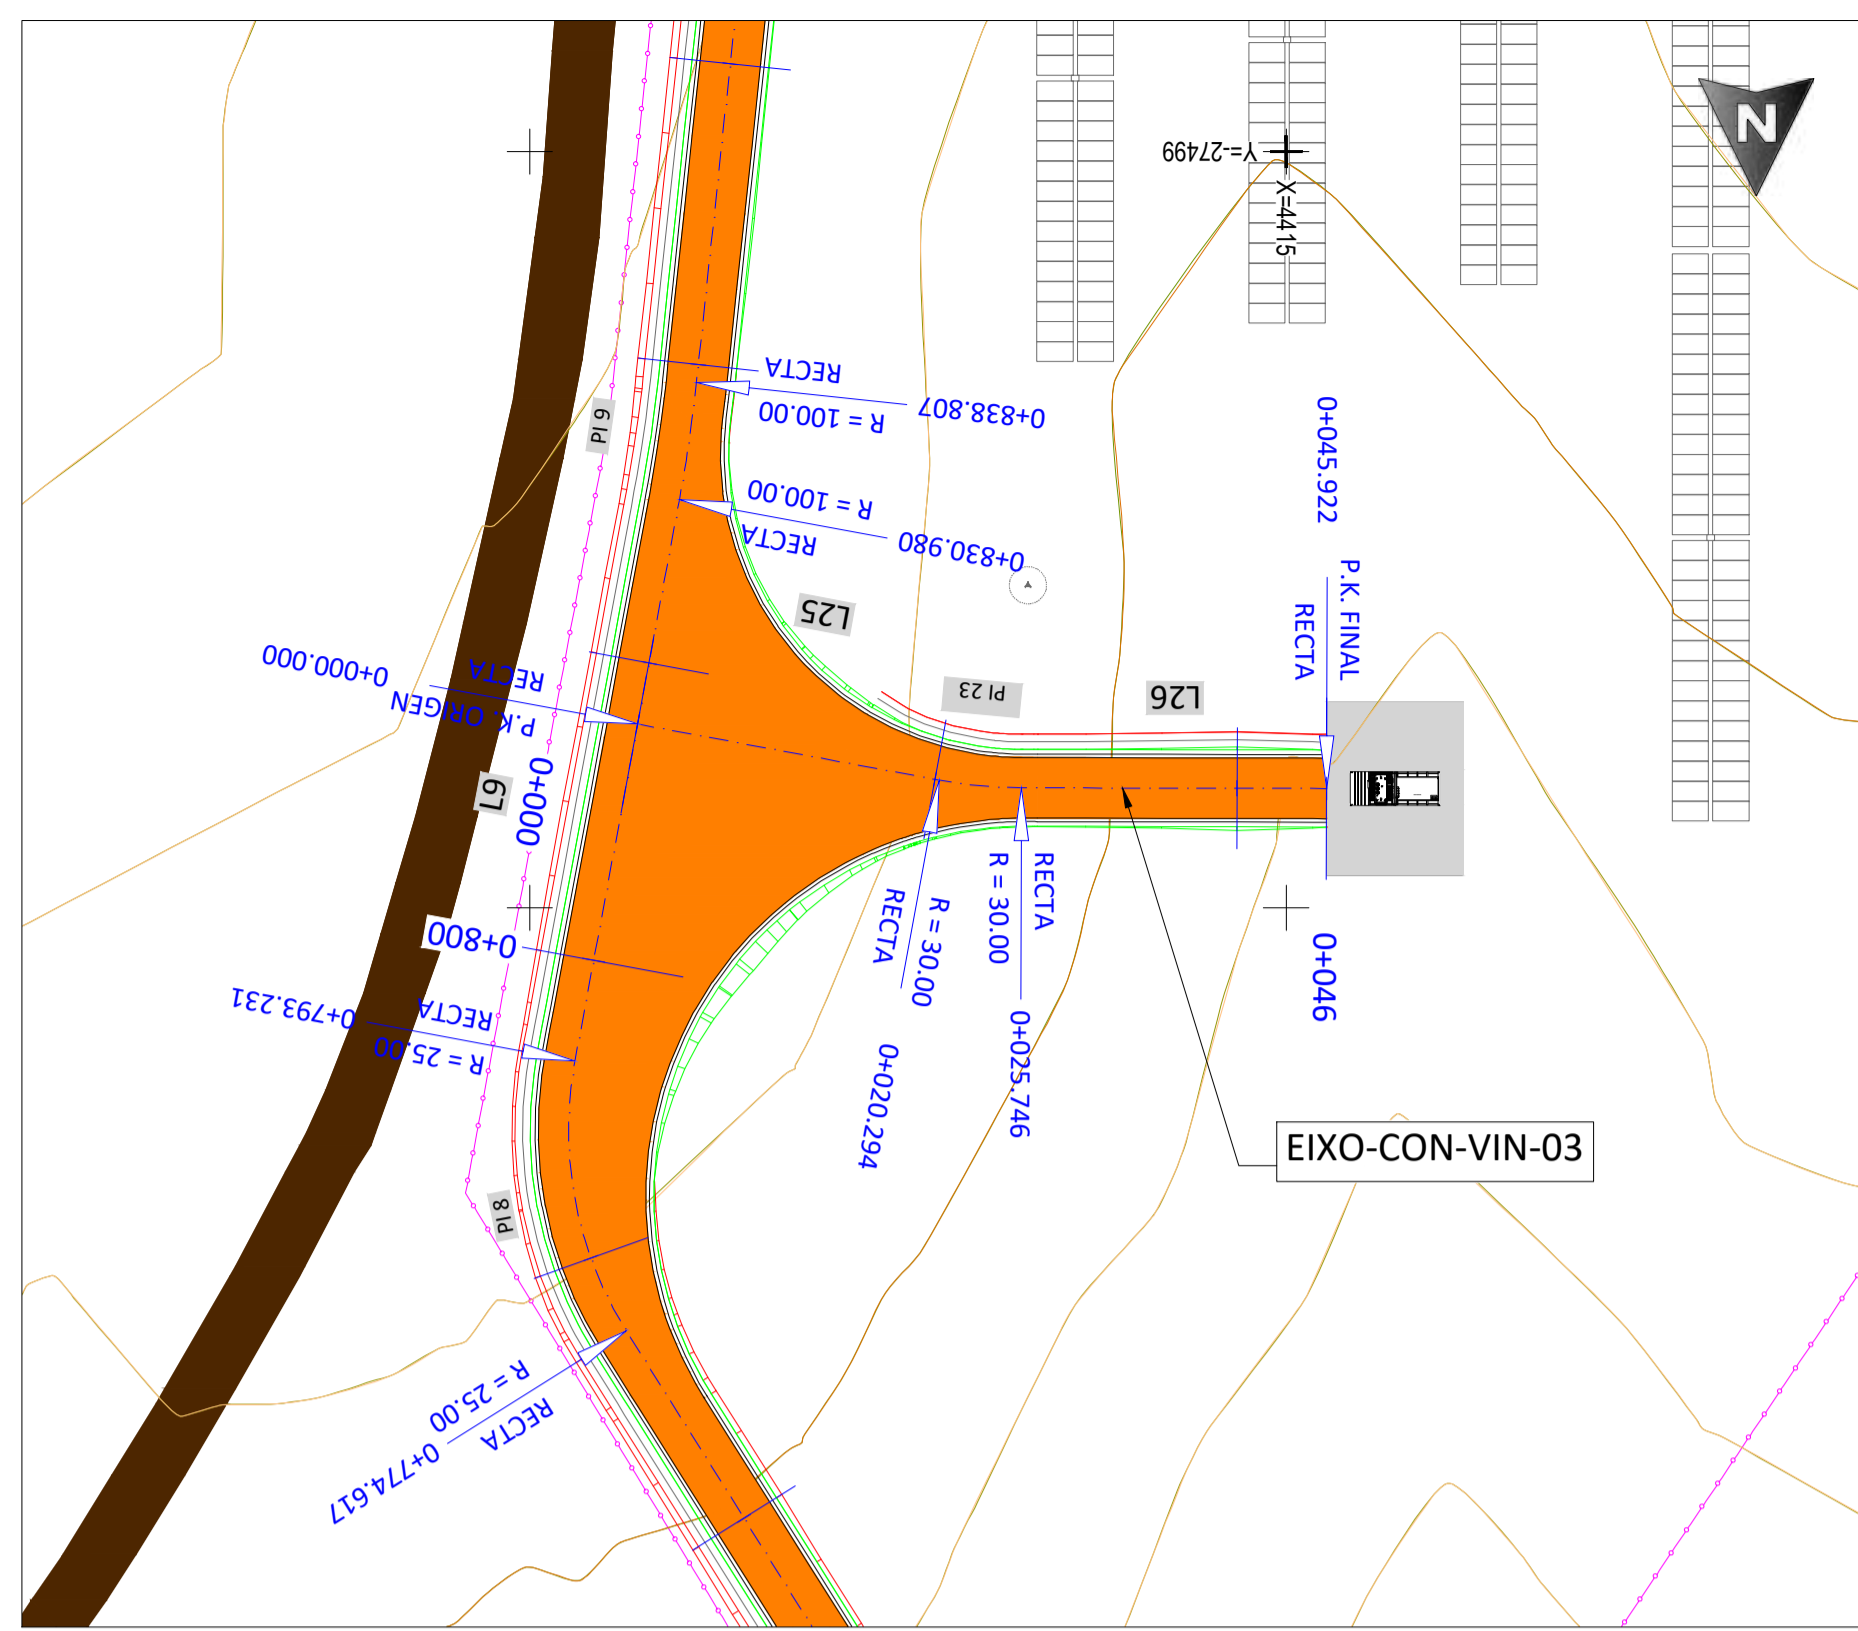 N
Y=-27499
X=4415
RECTA
R = 100.00
0+838.807
PI 9
R = 100.00
RECTA
0+830.980
0+045.922
P.K. FINAL
RECTA
L25
PI 23
L26
0+000.000
RECTA
P.K. ORIGEN
L9
0+000
0+800
0+793.231
RECTA
R = 25.00
RECTA
R = 30.00
0+020.294
R = 30.00
RECTA
0+025.746
0+046
EIXO-CON-VIN-03
PI 8
R = 25.00
RECTA
0+774.617